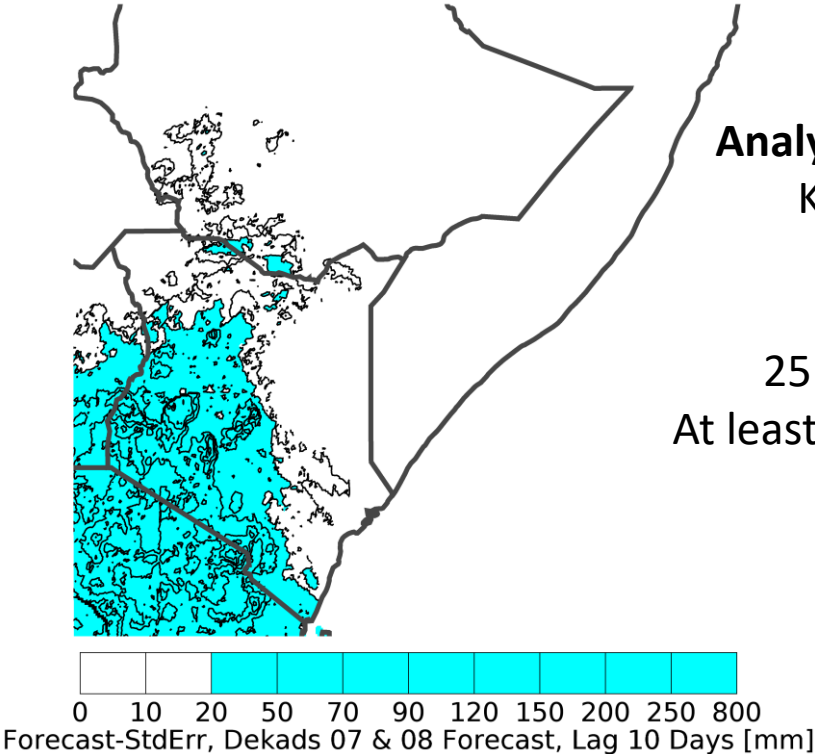 Analy
K
25
At least
0 10 20 50 70 90 120 150 200 250 800
Forecast-StdErr, Dekads 07 & 08 Forecast, Lag 10 Days [mm]